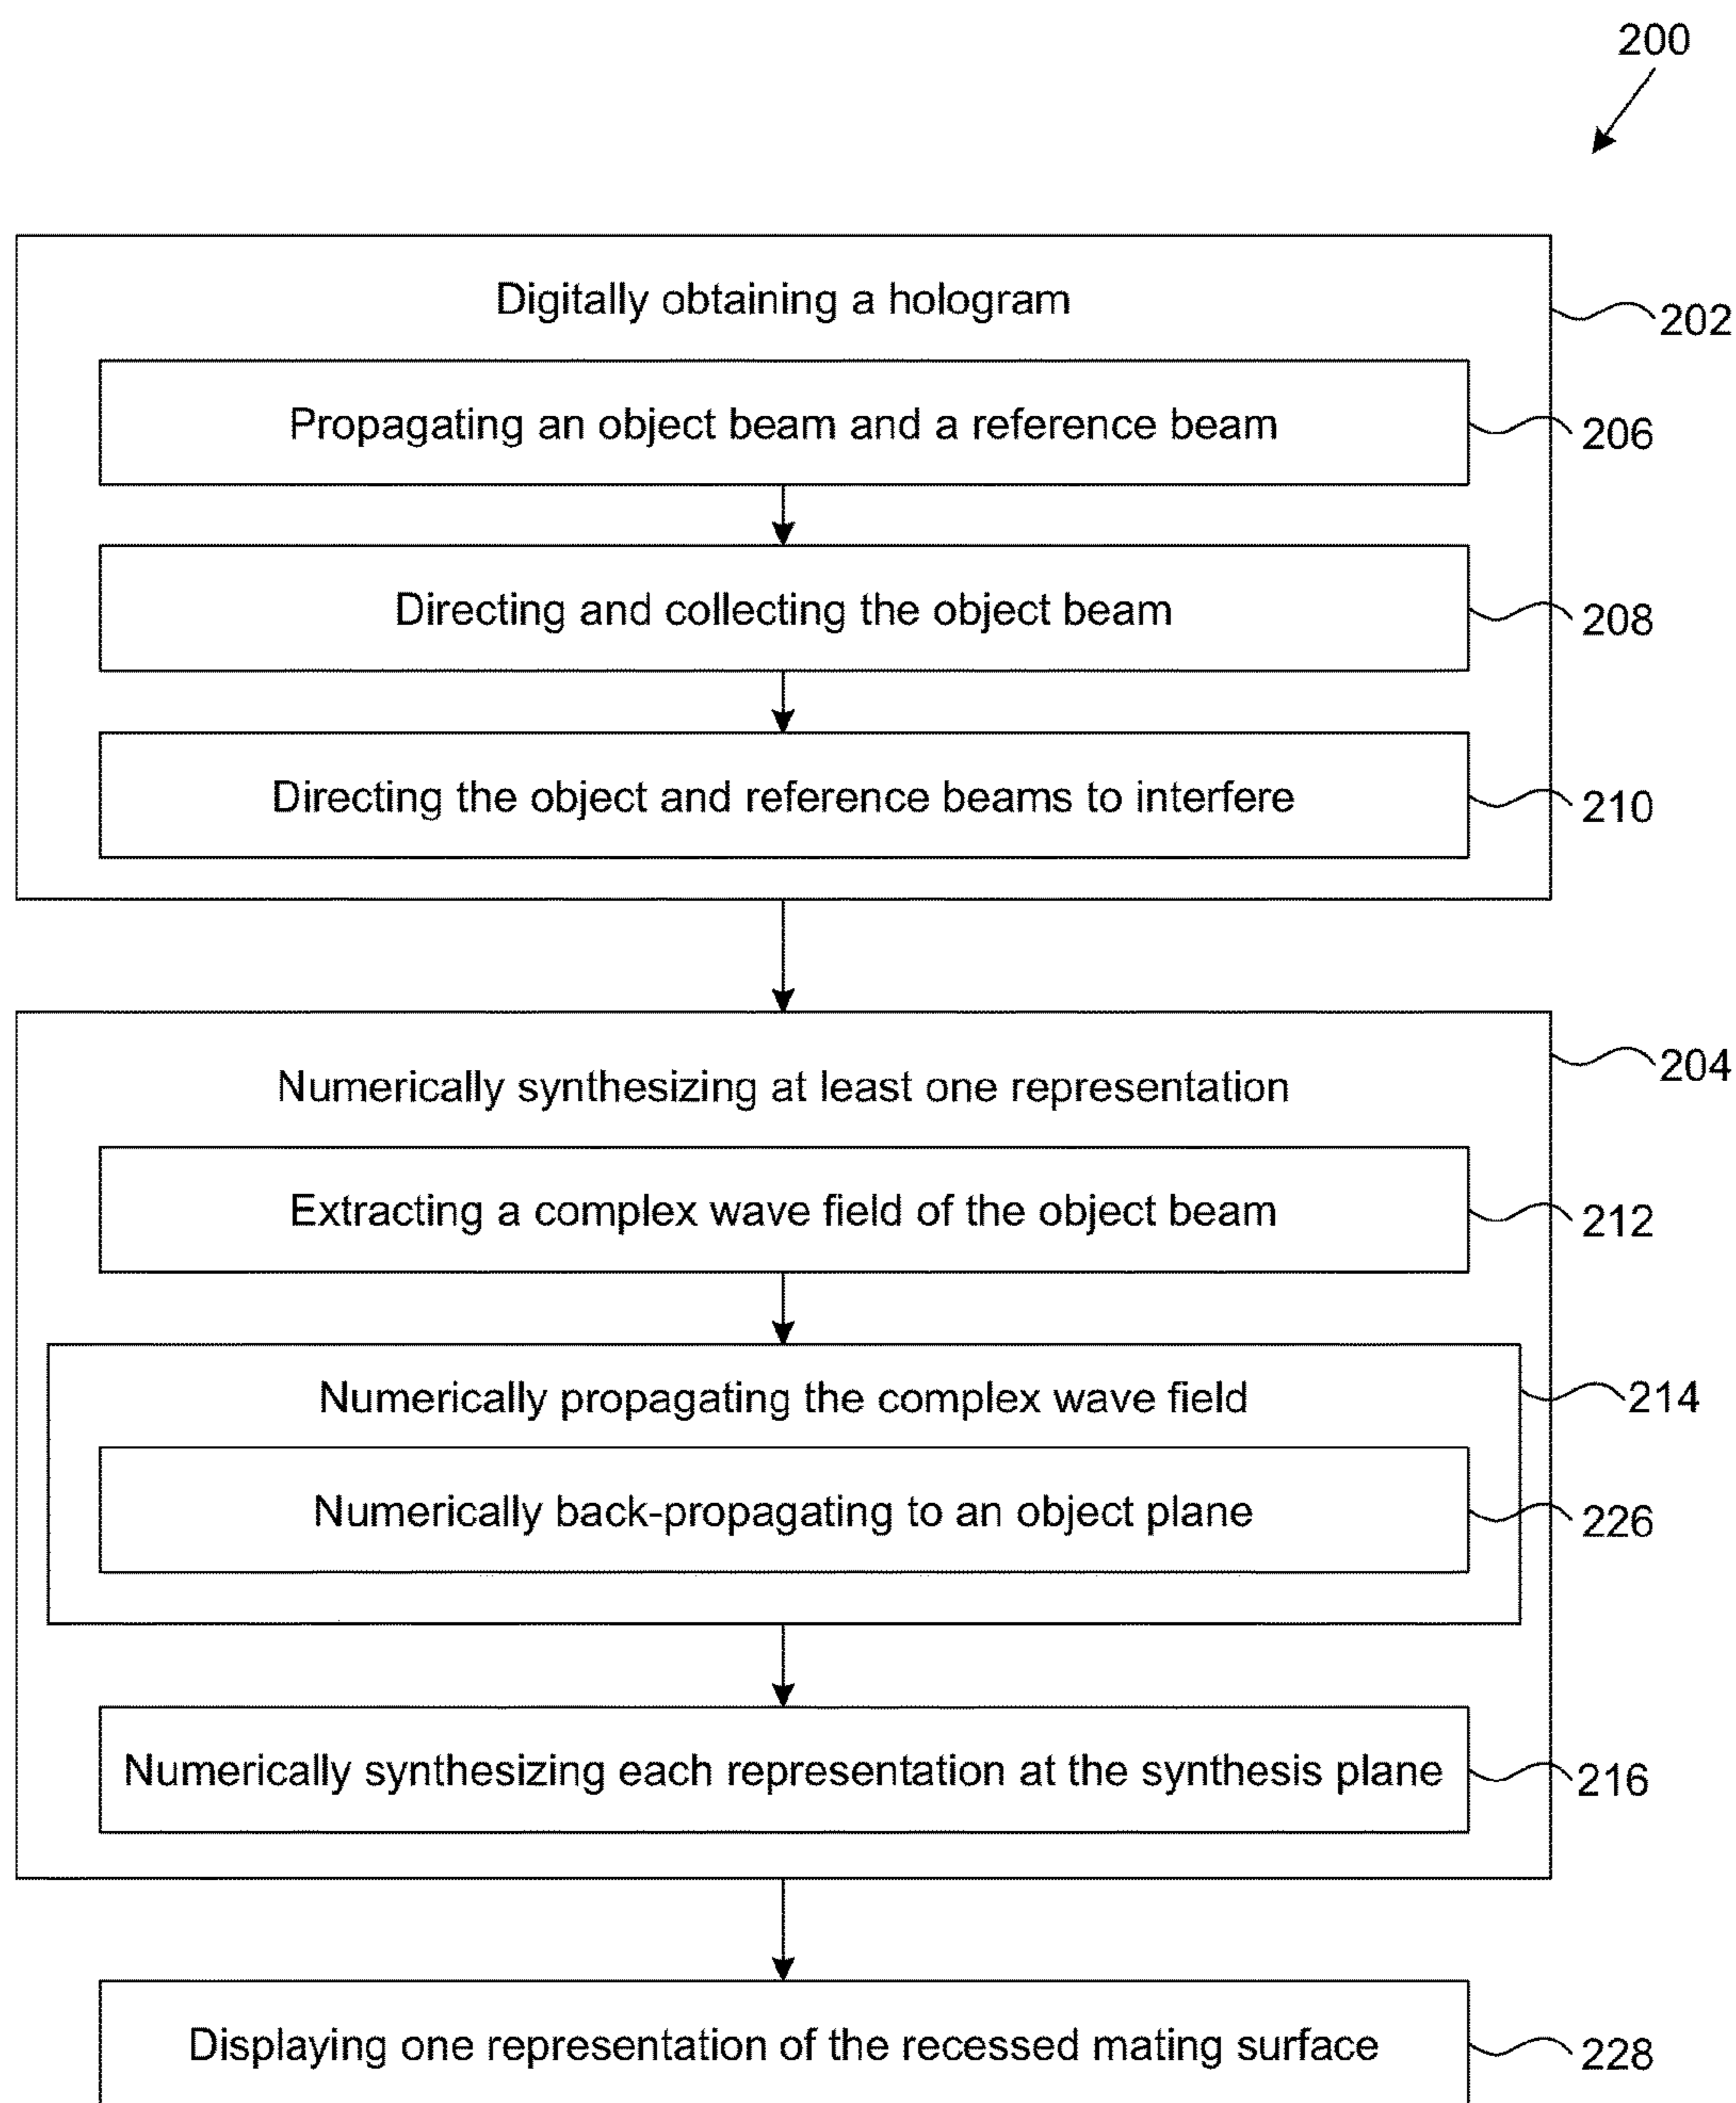 200
Digitally obtaining a hologram
202
Propagating an object beam and a reference beam
206
Directing and collecting the object beam
208
Directing the object and reference beams to interfere
210
Numerically synthesizing at least one representation
204
Extracting a complex wave field of the object beam
212
Numerically propagating the complex wave field
214
Numerically back-propagating to an object plane
226
Numerically synthesizing each representation at the synthesis plane
216
Displaying one representation of the recessed mating surface
228